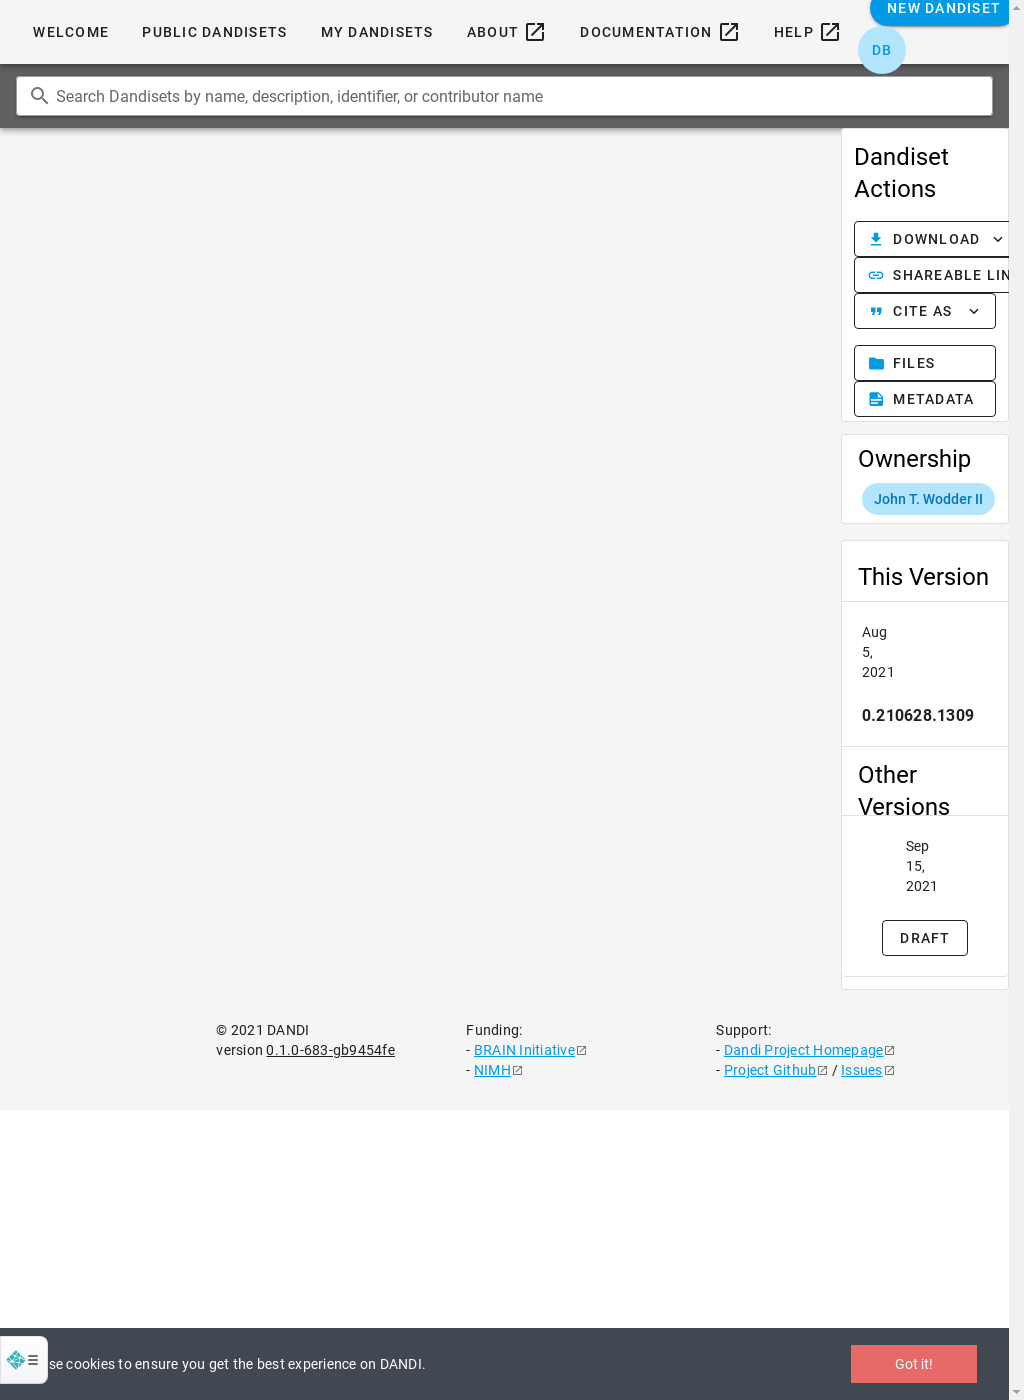 WELCOME PUBLIC DANDISETS MY DANDISETS ABOUT DOCUMENTATION HELP NEW DANDISET
DB
Search Dandisets by name, description, identifier, or contributor name
Dandiset
Actions
DOWNLOAD
SHAREABLE LIN
CITE AS
FILES
METADATA
Ownership
John T. Wodder II
This Version
Aug
5,
2021
0.210628.1309
Other
Versions
Sep
15,
2021
DRAFT
© 2021 DANDI
version 0.1.0-683-gb9454fe
Funding:
- BRAIN Initiative
- NIMH
Support:
- Dandi Project Homepage
- Project Github / Issues
se cookies to ensure you get the best experience on DANDI.
Got it!